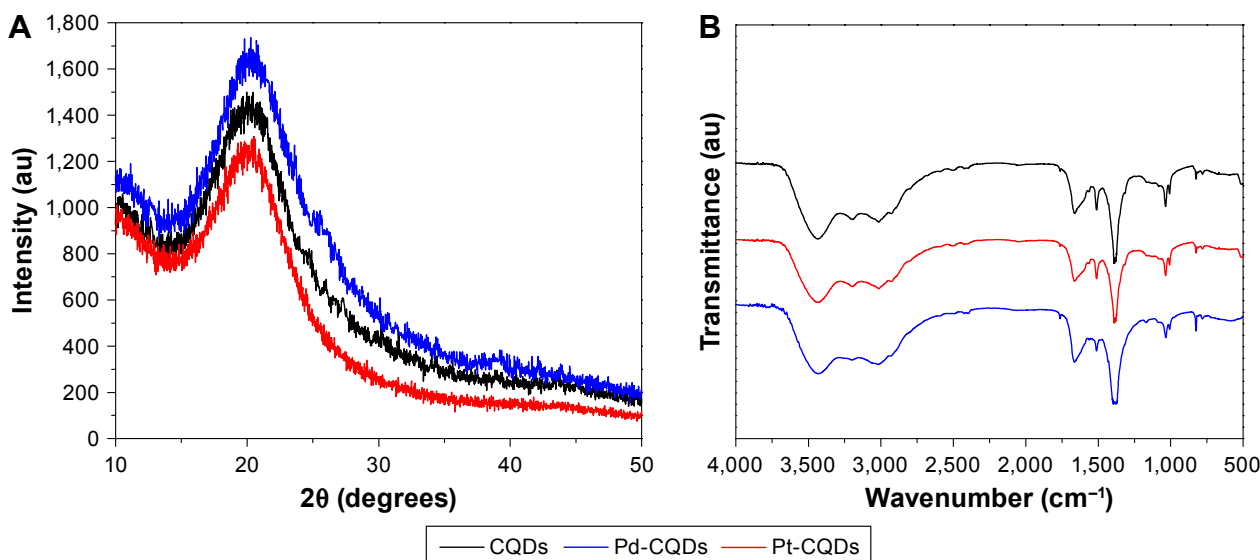 A
1,800
1,600
1,400
1,200
1,000
800
600
400
200
0
Intensity (au)
10 20 30 40 50
2θ (degrees)
B
Transmittance (au)
4,000 3,500 3,000 2,500 2,000 1,500 1,000 500
Wavenumber (cm⁻¹)
CQDs Pd-CQDs Pt-CQDs